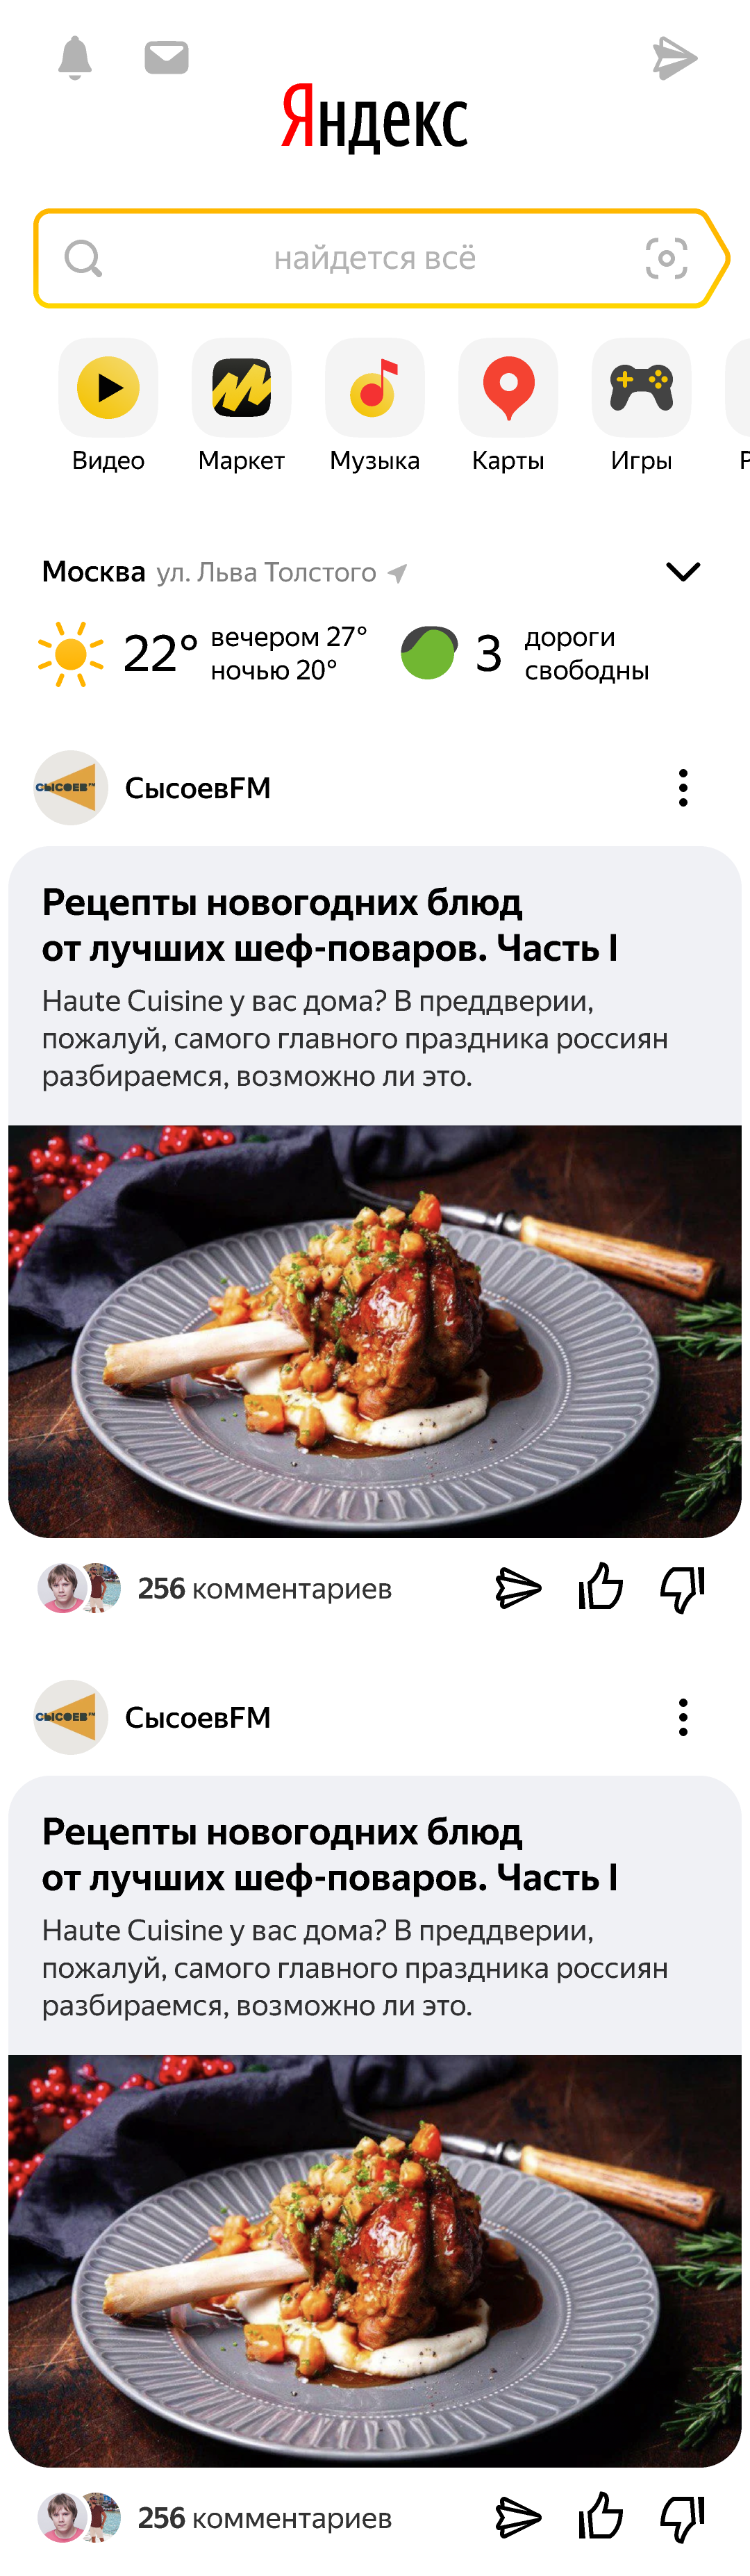 Яндекс
найдется всё
Видео Маркет Музыка Карты Игры Р
Москва ул. Льва Толстого
22° вечером 27° 3 дороги
ночью 20° свободны
СЫСОЕВ™ СысоевFM
Рецепты новогодних блюд
от лучших шеф-поваров. Часть I
Haute Cuisine у вас дома? В преддверии,
пожалуй, самого главного праздника россиян
разбираемся, возможно ли это.
256 комментариев
СЫСОЕВ™ СысоевFM
Рецепты новогодних блюд
от лучших шеф-поваров. Часть I
Haute Cuisine у вас дома? В преддверии,
пожалуй, самого главного праздника россиян
разбираемся, возможно ли это.
256 комментариев